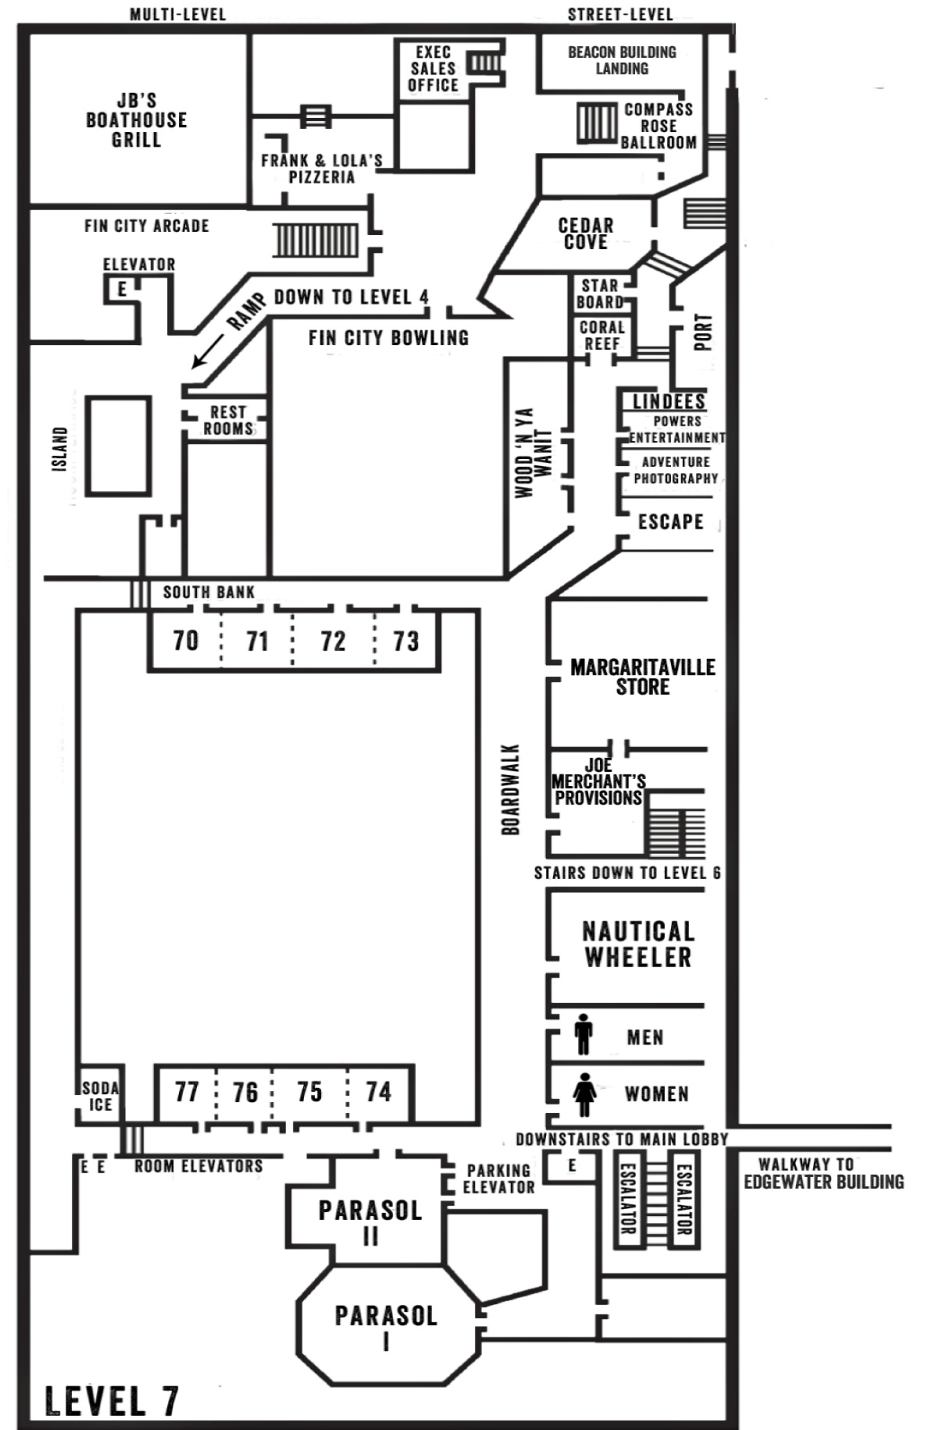 MULTI-LEVEL
STREET-LEVEL
JB'S
BOATHOUSE
GRILL
EXEC
SALES
OFFICE
BEACON BUILDING
LANDING
COMPASS
ROSE
BALLROOM
FRANK & LOLA'S
PIZZERIA
FIN CITY ARCADE
CEDAR
COVE
ELEVATOR
E
RAMP
DOWN TO LEVEL 4
FIN CITY BOWLING
STAR
BOARD
CORAL
REEF
PORT
REST
ROOMS
ISLAND
WOOD 'N YA
WANIT
LINDEES
POWERS
ENTERTAINMENT
ADVENTURE
PHOTOGRAPHY
ESCAPE
SOUTH BANK
70
71
72
73
MARGARITAVILLE
STORE
BOARDWALK
JOE
MERCHANT'S
PROVISIONS
STAIRS DOWN TO LEVEL 6
NAUTICAL
WHEELER
MEN
WOMEN
SODA
ICE
77
76
75
74
DOWNSTAIRS TO MAIN LOBBY
E E
ROOM ELEVATORS
PARKING
ELEVATOR
E
ESCALATOR
ESCALATOR
WALKWAY TO
EDGEWATER BUILDING
PARASOL
II
PARASOL
I
LEVEL 7